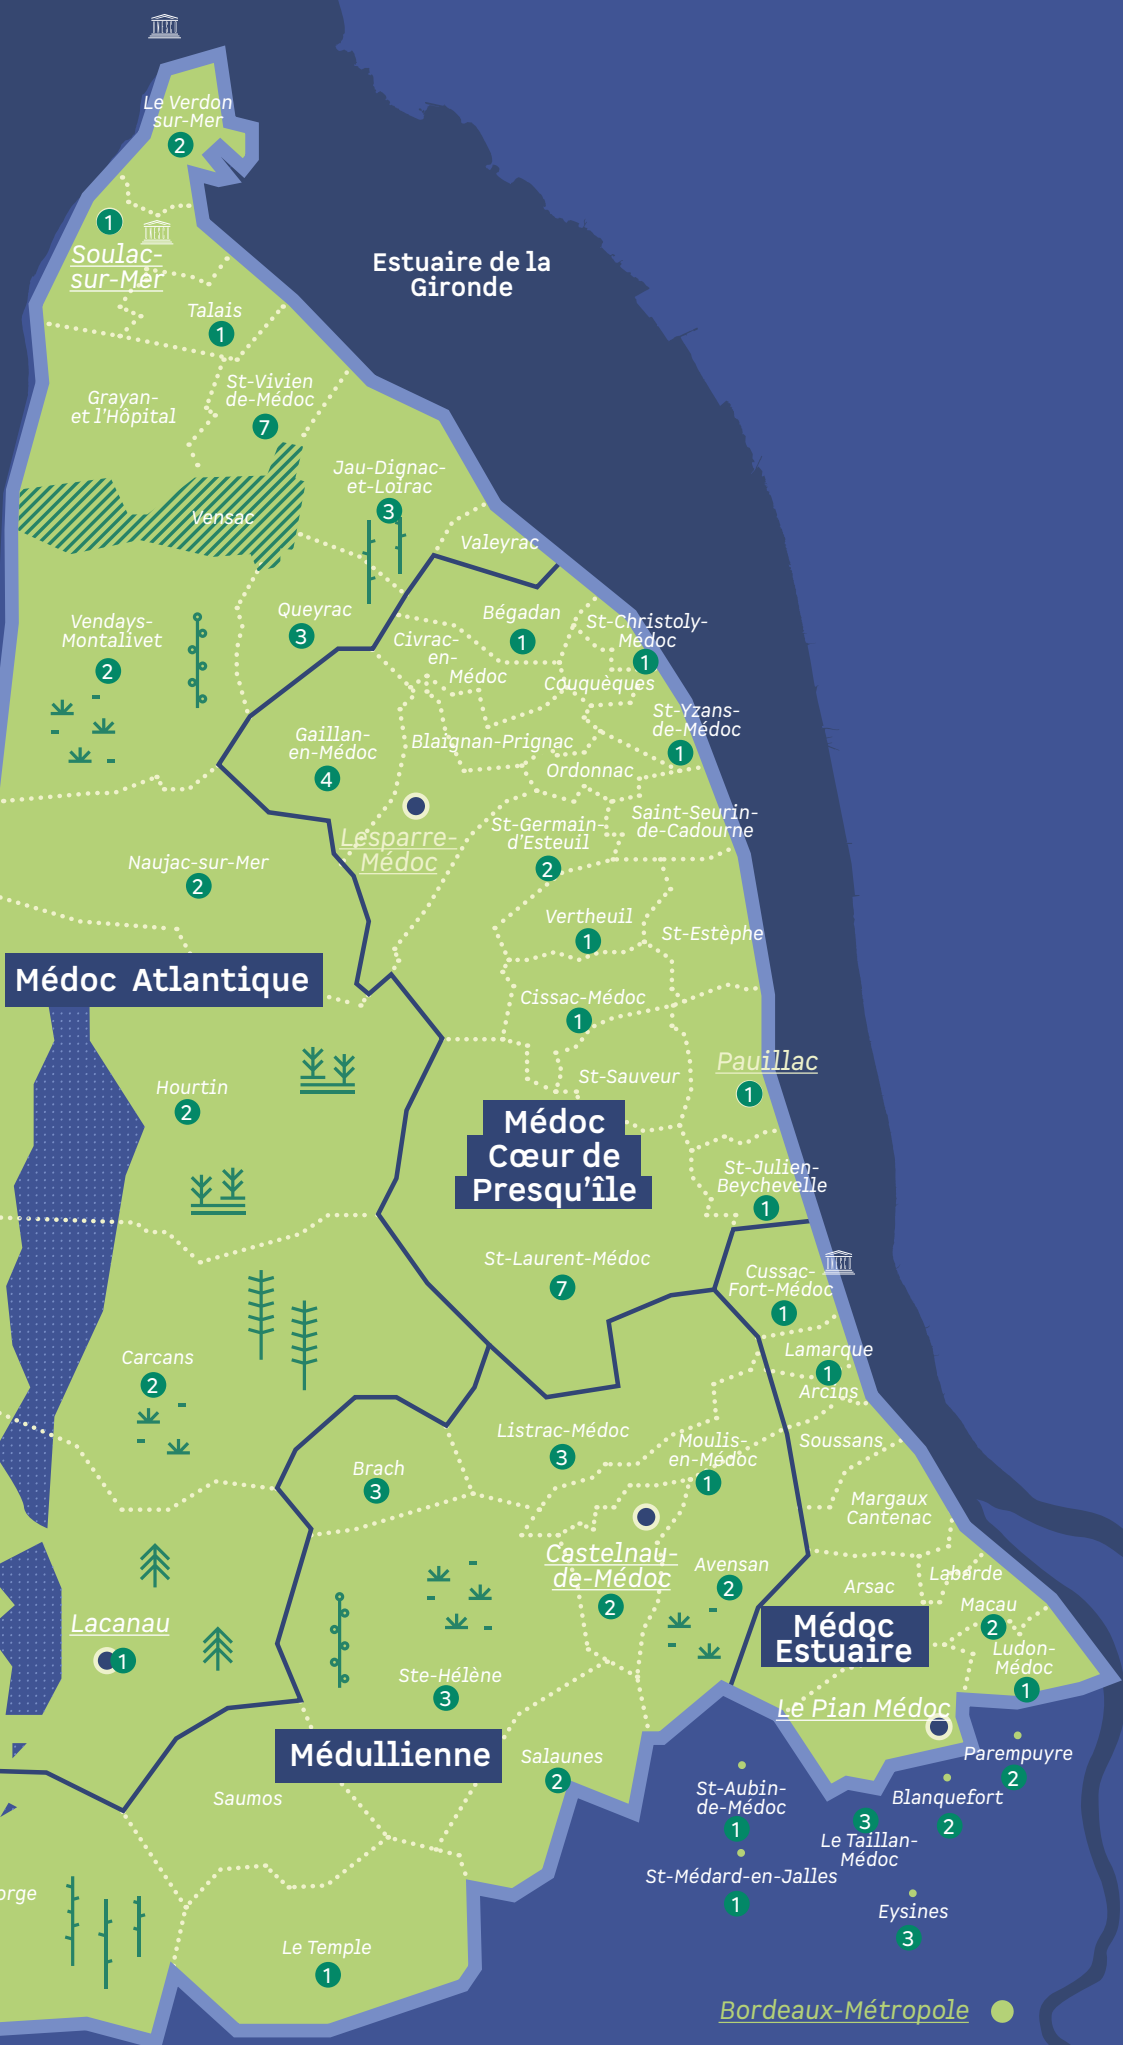 Le Verdon
sur-Mer
2
1
Soulac-
sur-Mer
Estuaire de la
Gironde
Talais
1
St-Vivien
de-Médoc
7
Grayan-
et l'Hôpital
Jau-Dignac-
et-Loirac
3
Vensac
Valeyrac
Queyrac
3
Vendays-
Montalivet
2
Bégadan
1
St-Christoly-
Médoc
1
Civrac-
en-
Médoc
Couquèques
St-Yzans-
de-Médoc
1
Gaillan-
en-Médoc
4
Blaignan-Prignac
Ordonnac
Lesparre-
Médoc
St-Germain-
d'Esteuil
2
Saint-Seurin-
de-Cadourne
Naujac-sur-Mer
2
Vertheuil
1
St-Estèphe
Médoc Atlantique
Cissac-Médoc
1
St-Sauveur
Pauillac
1
Hourtin
2
Médoc
Cœur de
Presqu'île
St-Julien-
Beychevelle
1
St-Laurent-Médoc
7
Cussac-
Fort-Médoc
1
Lamarque
1
Arcins
Carcans
2
Listrac-Médoc
3
Moulis-
en-Médoc
1
Soussans
Brach
3
Margaux
Cantenac
Castelnau-
de-Médoc
2
Avensan
2
Arsac
Labarde
Macau
2
Médoc
Estuaire
Ludon-
Médoc
1
Lacanau
1
Ste-Hélène
3
Le Pian Médoc
Médullienne
Salaunes
2
Parempuyre
2
Saumos
St-Aubin-
de-Médoc
1
Blanquefort
2
3
Le Taillan-
Médoc
St-Médard-en-Jalles
1
orge
Eysines
3
Le Temple
1
Bordeaux-Métropole